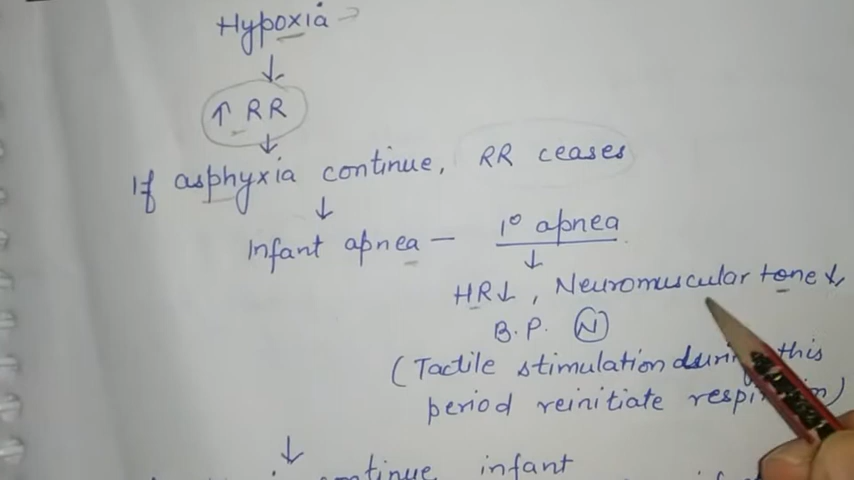 Hypoxia →
↓
↑ RR
↓
If asphyxia continue, RR ceases
↓
Infant apnea — 1° apnea
↓
HR↓, Neuromuscular tone ↓
B.P. (N)
(Tactile stimulation during this
period reinitiate respiration)
↓
continue infant